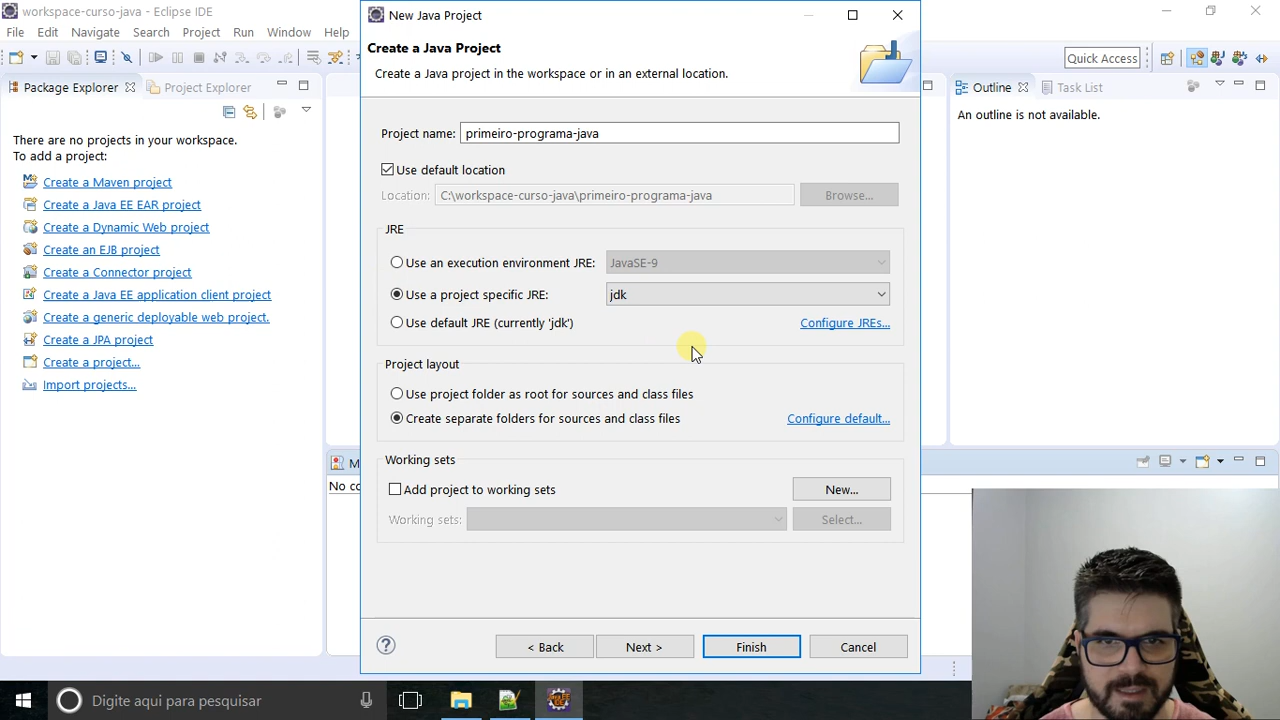 workspace-curso-java - Eclipse IDE
File Edit Navigate Search Project Run Window Help
Quick Access
Package Explorer
Project Explorer
There are no projects in your workspace.
To add a project:
Create a Maven project
Create a Java EE EAR project
Create a Dynamic Web project
Create an EJB project
Create a Connector project
Create a Java EE application client project
Create a generic deployable web project.
Create a JPA project
Create a project...
Import projects...
New Java Project
Create a Java Project
Create a Java project in the workspace or in an external location.
Project name: primeiro-programa-java
Use default location
Location: C:\workspace-curso-java\primeiro-programa-java Browse...
JRE
Use an execution environment JRE: JavaSE-9
Use a project specific JRE: jdk
Use default JRE (currently 'jdk') Configure JREs...
Project layout
Use project folder as root for sources and class files
Create separate folders for sources and class files Configure default...
Working sets
Add project to working sets New...
Working sets: Select...
< Back Next > Finish Cancel
Outline
Task List
An outline is not available.
Digite aqui para pesquisar